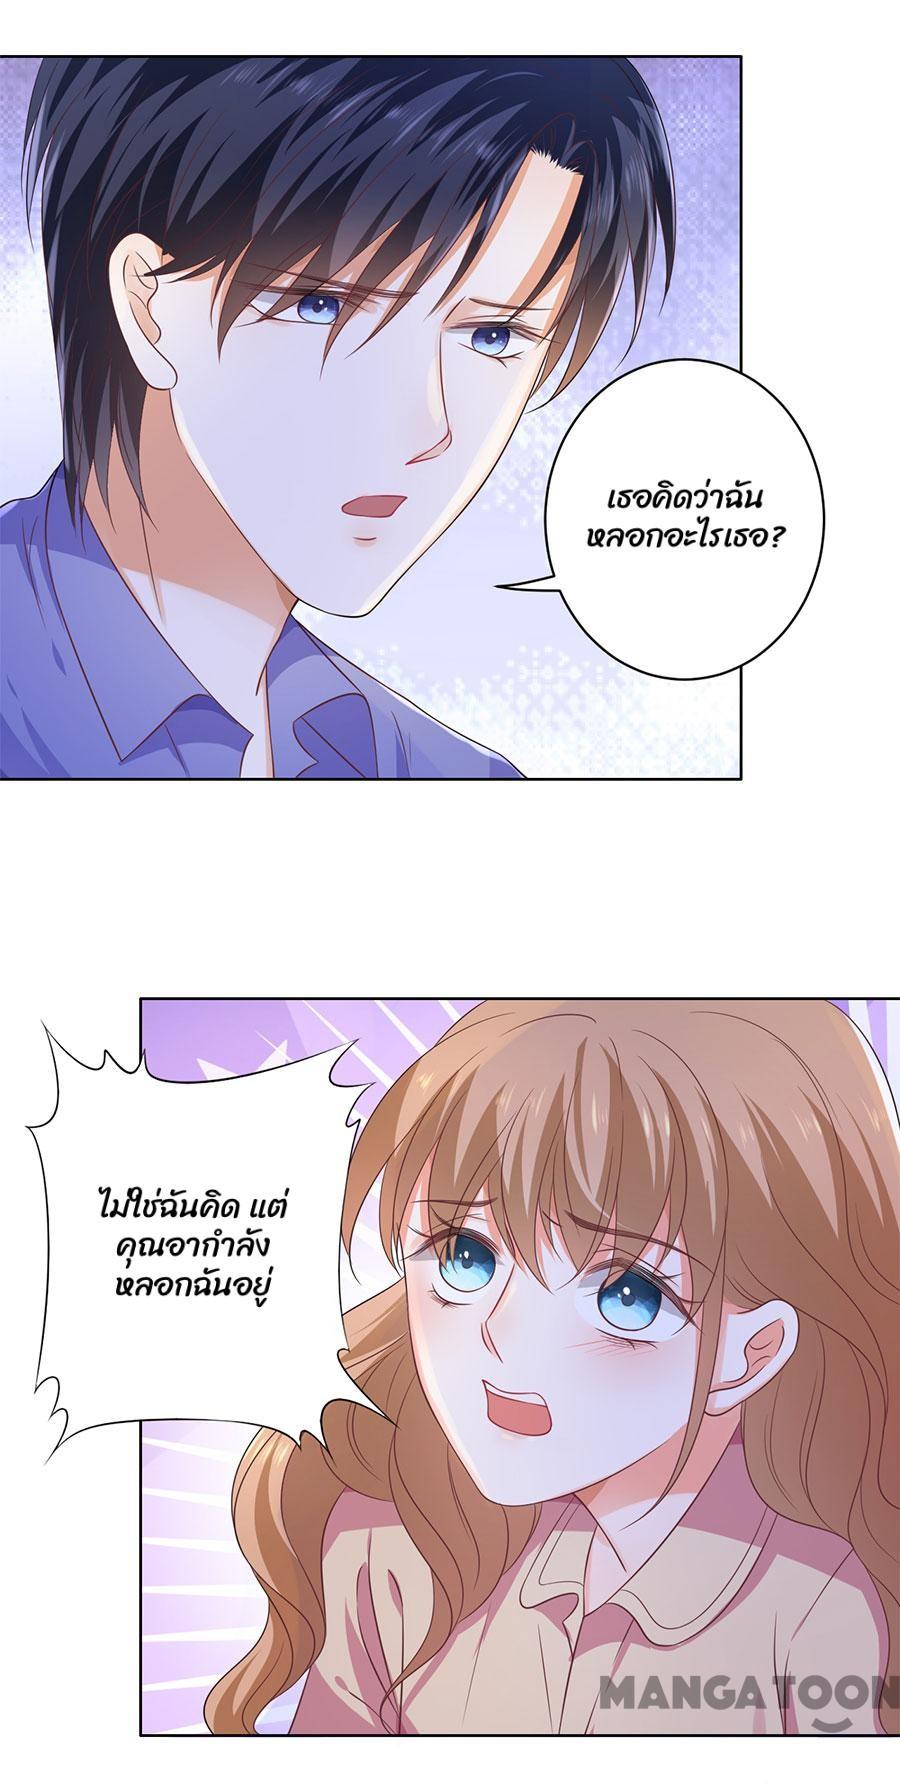 เธอคิดว่าฉัน
หลอกอะไรเธอ?
ไม่ใช่ฉันคิด แต่
คุณอากำลัง
หลอกฉันอยู่
MANGATOON